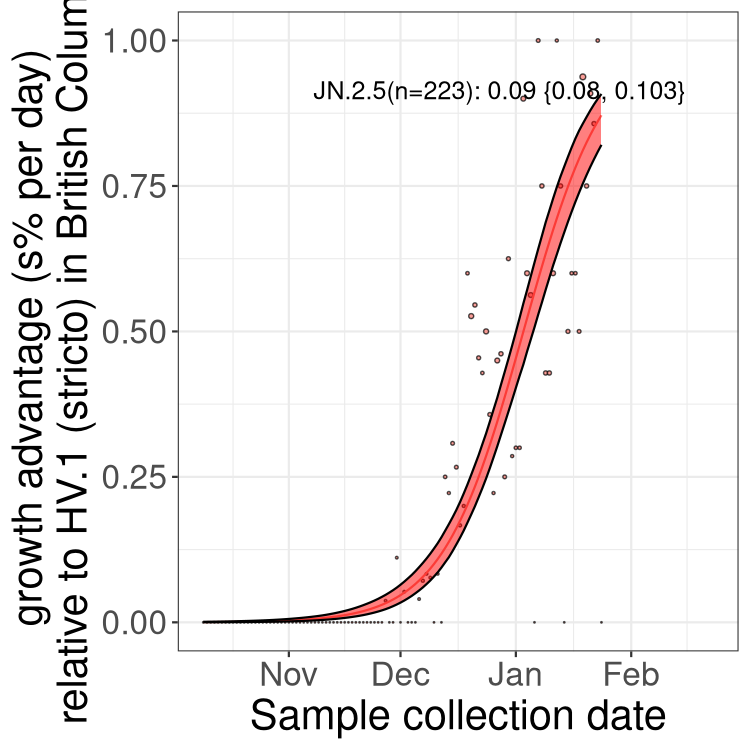 growth advantage (s% per day)
relative to HV.1 (stricto) in British Colum
1.00
0.75
0.50
0.25
0.00
JN.2.5(n=223): 0.09 {0.08, 0.103}
Nov Dec Jan Feb
Sample collection date